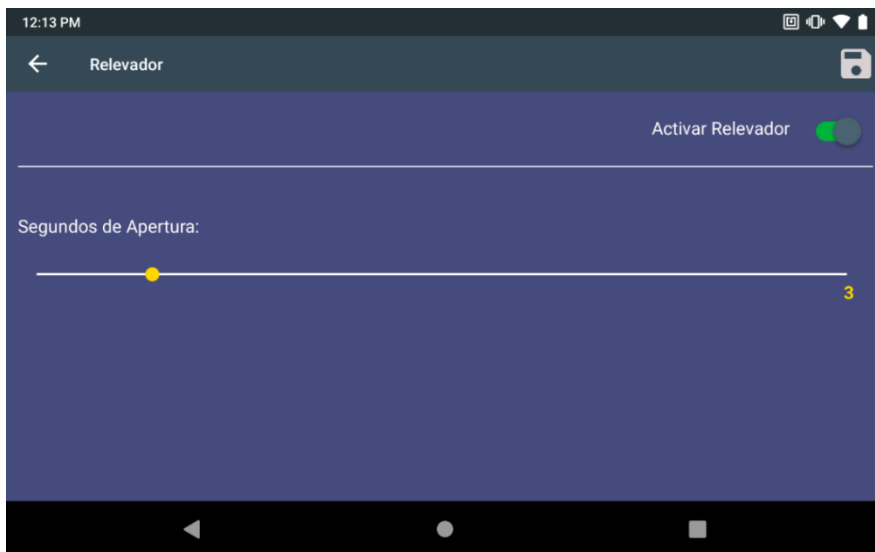 12:13 PM
Relevador
Activar Relevador
Segundos de Apertura:
3